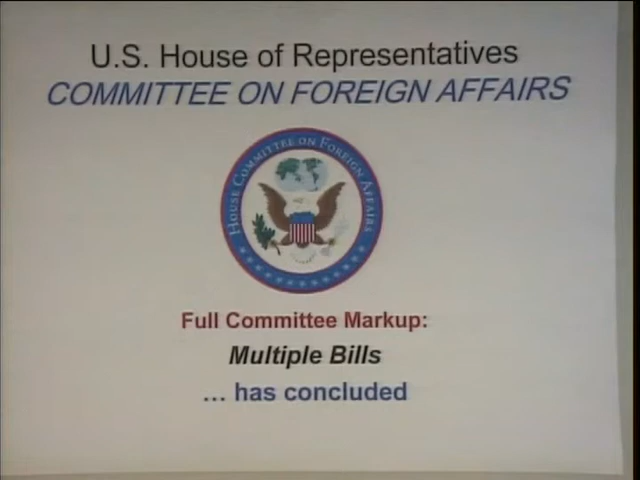 U.S. House of Representatives
COMMITTEE ON FOREIGN AFFAIRS
HOUSE COMMITTEE ON FOREIGN AFFAIRS
Full Committee Markup:
Multiple Bills
... has concluded